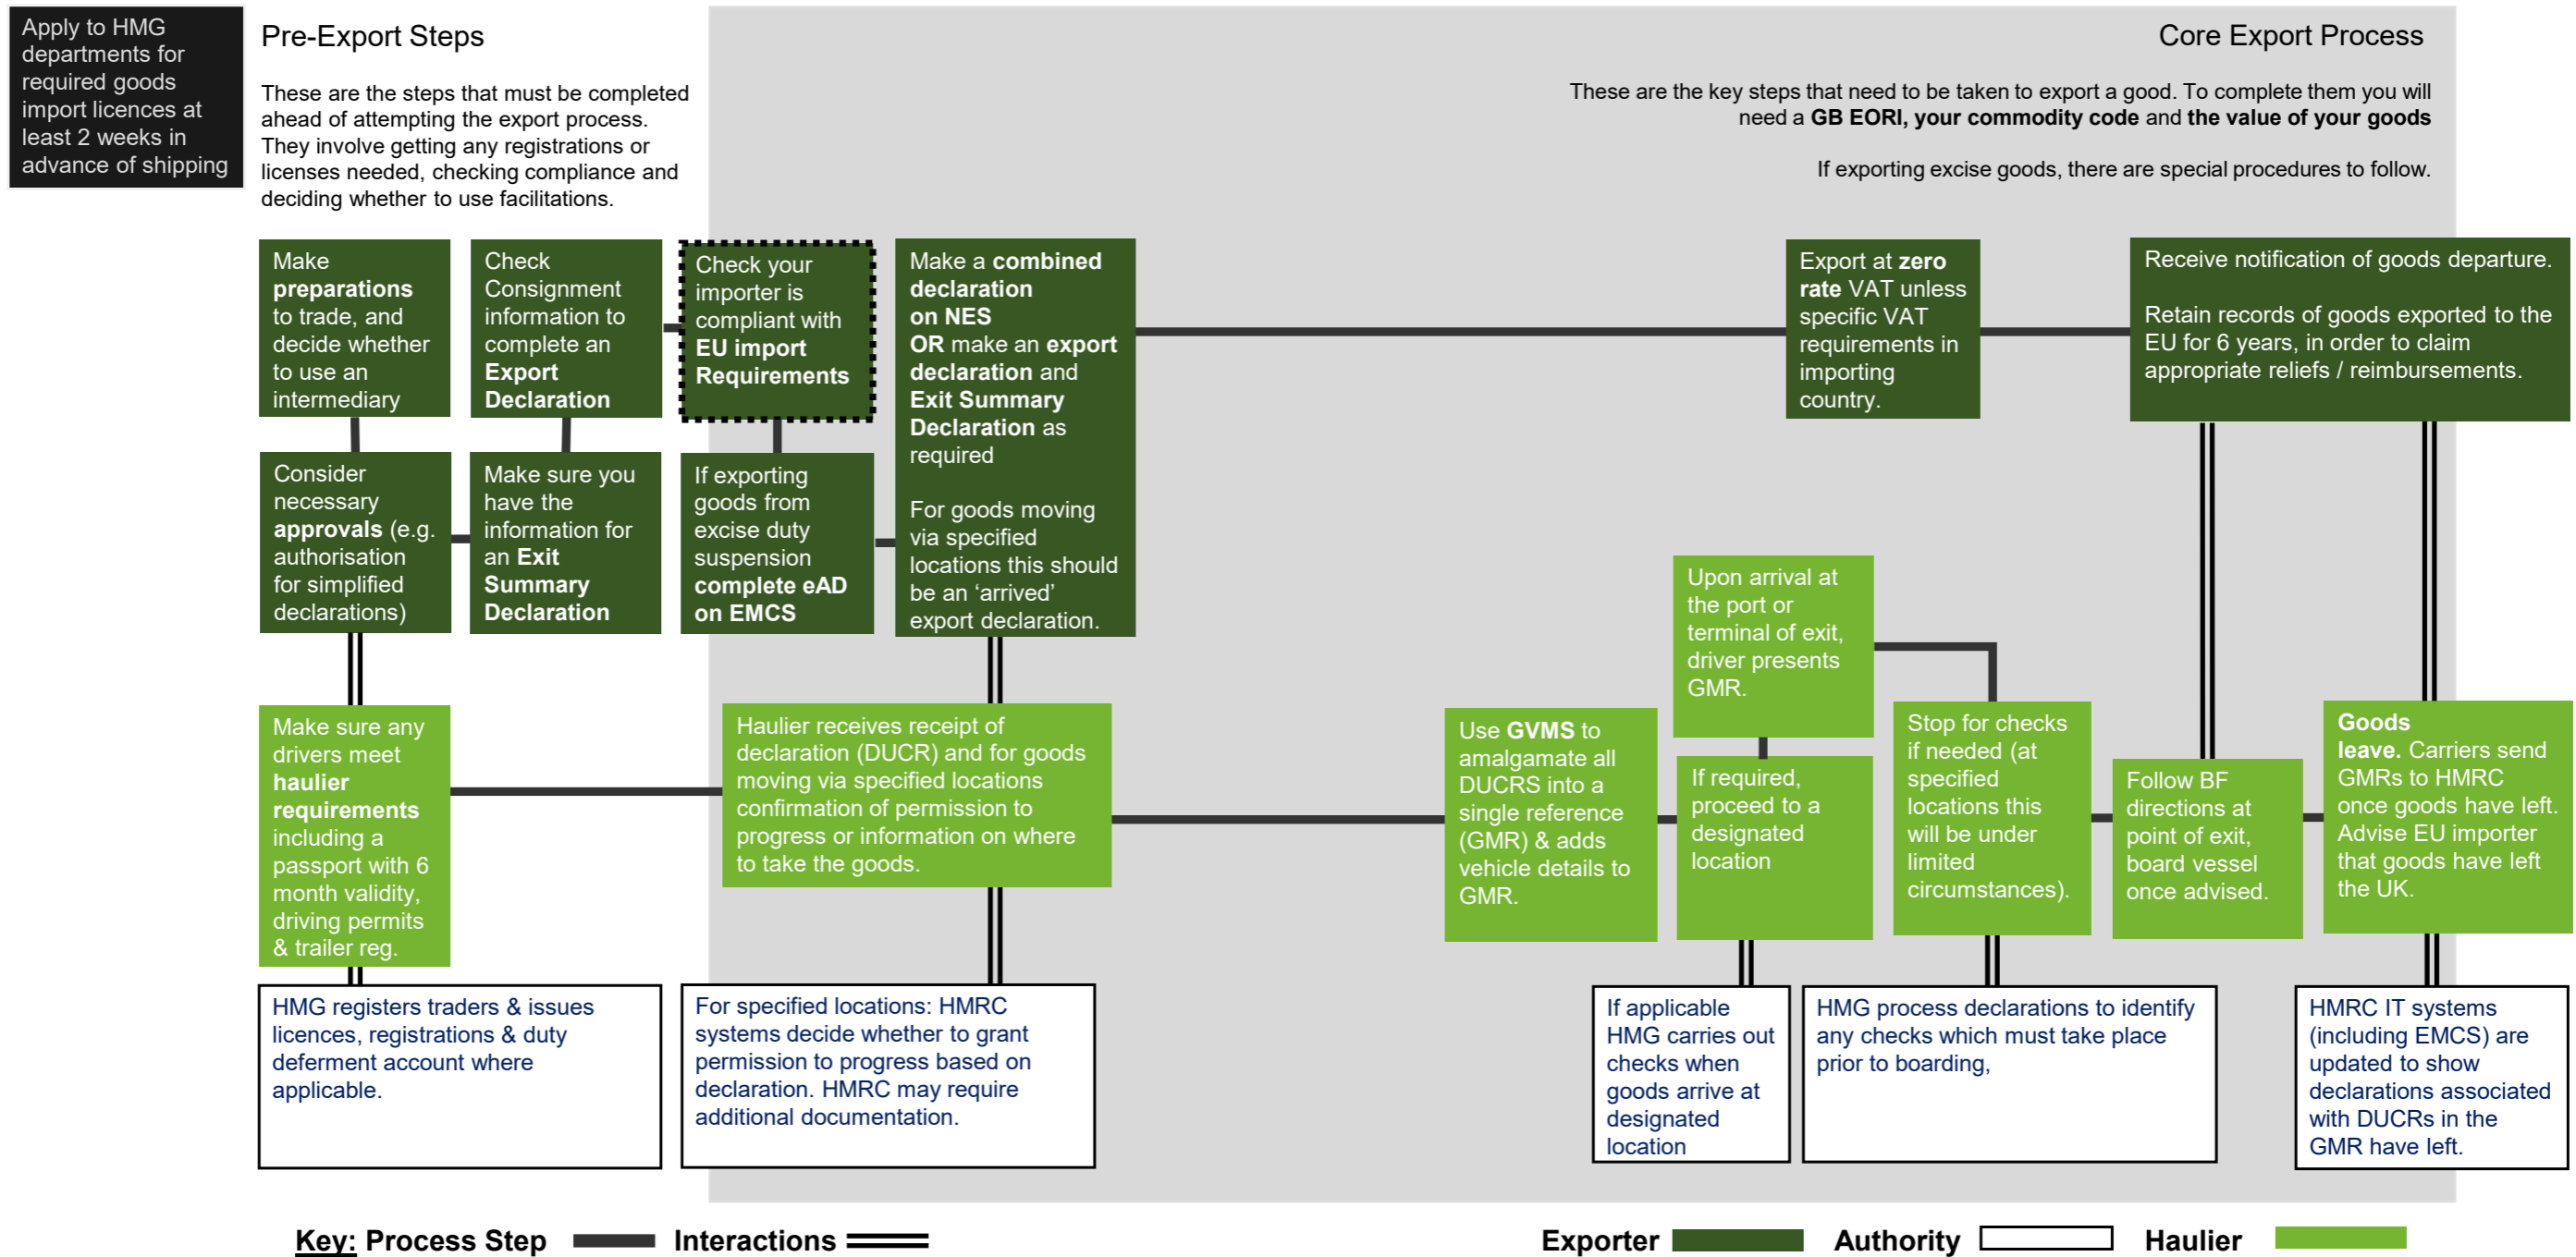 Apply to HMG
departments for
required goods
import licences at
least 2 weeks in
advance of shipping
Pre-Export Steps
These are the steps that must be completed
ahead of attempting the export process.
They involve getting any registrations or
licenses needed, checking compliance and
deciding whether to use facilitations.
Core Export Process
These are the key steps that need to be taken to export a good. To complete them you will
need a GB EORI, your commodity code and the value of your goods
If exporting excise goods, there are special procedures to follow.
Make
preparations
to trade, and
decide whether
to use an
intermediary
Check
Consignment
information to
complete an
Export
Declaration
Check your
importer is
compliant with
EU import
Requirements
Make a combined
declaration
on NES
OR make an export
declaration and
Exit Summary
Declaration as
required
For goods moving
via specified
locations this should
be an ‘arrived’
export declaration.
Export at zero
rate VAT unless
specific VAT
requirements in
importing
country.
Receive notification of goods departure.
Retain records of goods exported to the
EU for 6 years, in order to claim
appropriate reliefs / reimbursements.
Consider
necessary
approvals (e.g.
authorisation
for simplified
declarations)
Make sure you
have the
information for
an Exit
Summary
Declaration
If exporting
goods from
excise duty
suspension
complete eAD
on EMCS
Make sure any
drivers meet
haulier
requirements
including a
passport with 6
month validity,
driving permits
& trailer reg.
Haulier receives receipt of
declaration (DUCR) and for goods
moving via specified locations
confirmation of permission to
progress or information on where
to take the goods.
Use GVMS to
amalgamate all
DUCRS into a
single reference
(GMR) & adds
vehicle details to
GMR.
Upon arrival at
the port or
terminal of exit,
driver presents
GMR.
If required,
proceed to a
designated
location
Stop for checks
if needed (at
specified
locations this
will be under
limited
circumstances).
Follow BF
directions at
point of exit,
board vessel
once advised.
Goods
leave. Carriers send
GMRs to HMRC
once goods have left.
Advise EU importer
that goods have left
the UK.
HMG registers traders & issues
licences, registrations & duty
deferment account where
applicable.
For specified locations: HMRC
systems decide whether to grant
permission to progress based on
declaration. HMRC may require
additional documentation.
If applicable
HMG carries out
checks when
goods arrive at
designated
location
HMG process declarations to identify
any checks which must take place
prior to boarding,
HMRC IT systems
(including EMCS) are
updated to show
declarations associated
with DUCRs in the
GMR have left.
Key: Process Step
Interactions
Exporter
Authority
Haulier